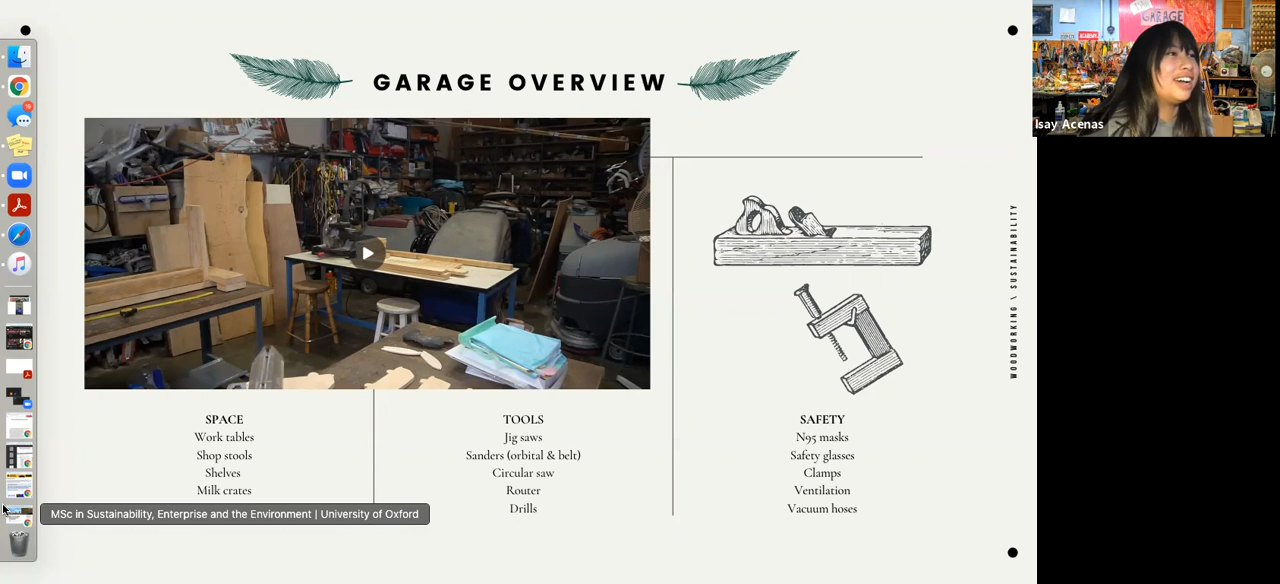 GARAGE OVERVIEW
SPACE
Work tables
Shop stools
Shelves
Milk crates
TOOLS
Jig saws
Sanders (orbital & belt)
Circular saw
Router
Drills
SAFETY
N95 masks
Safety glasses
Clamps
Ventilation
Vacuum hoses
WOODWORKING \ SUSTAINABILITY
MSc in Sustainability, Enterprise and the Environment | University of Oxford
GARAGE
ACADEMY
Isay Acenas